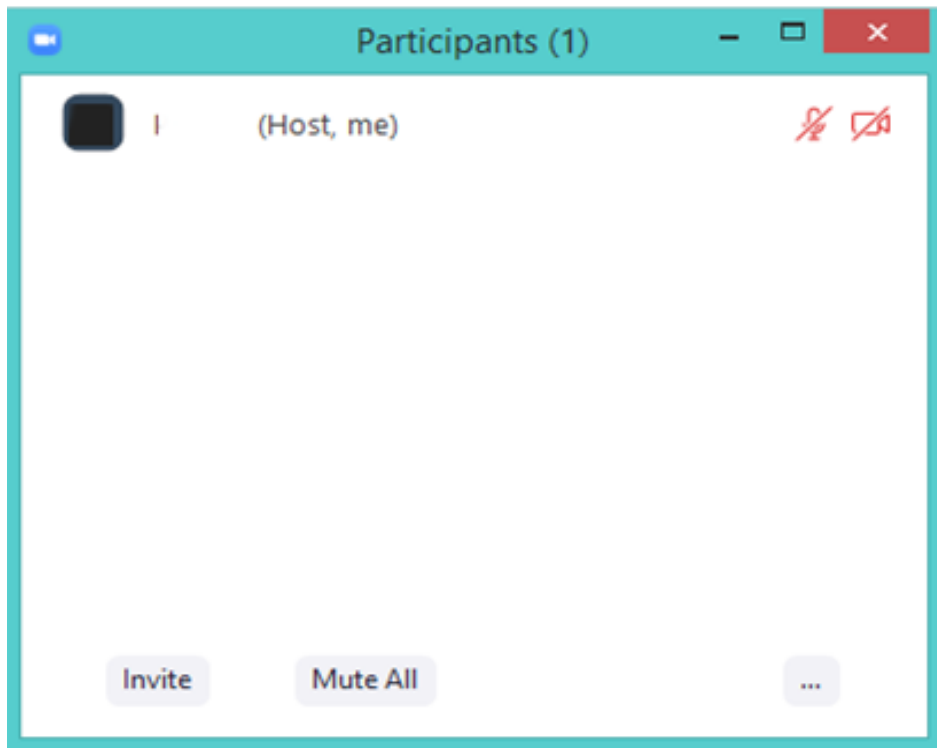 Participants (1)
(Host, me)
Invite Mute All ...